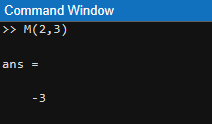 Command Window
>> M(2,3)
ans =
-3